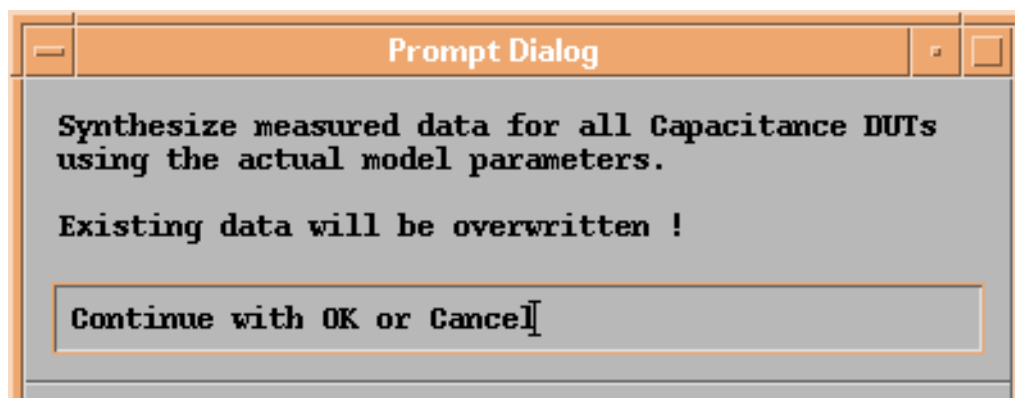 Prompt Dialog
Synthesize measured data for all Capacitance DUTs
using the actual model parameters.
Existing data will be overwritten !
Continue with OK or Cancel